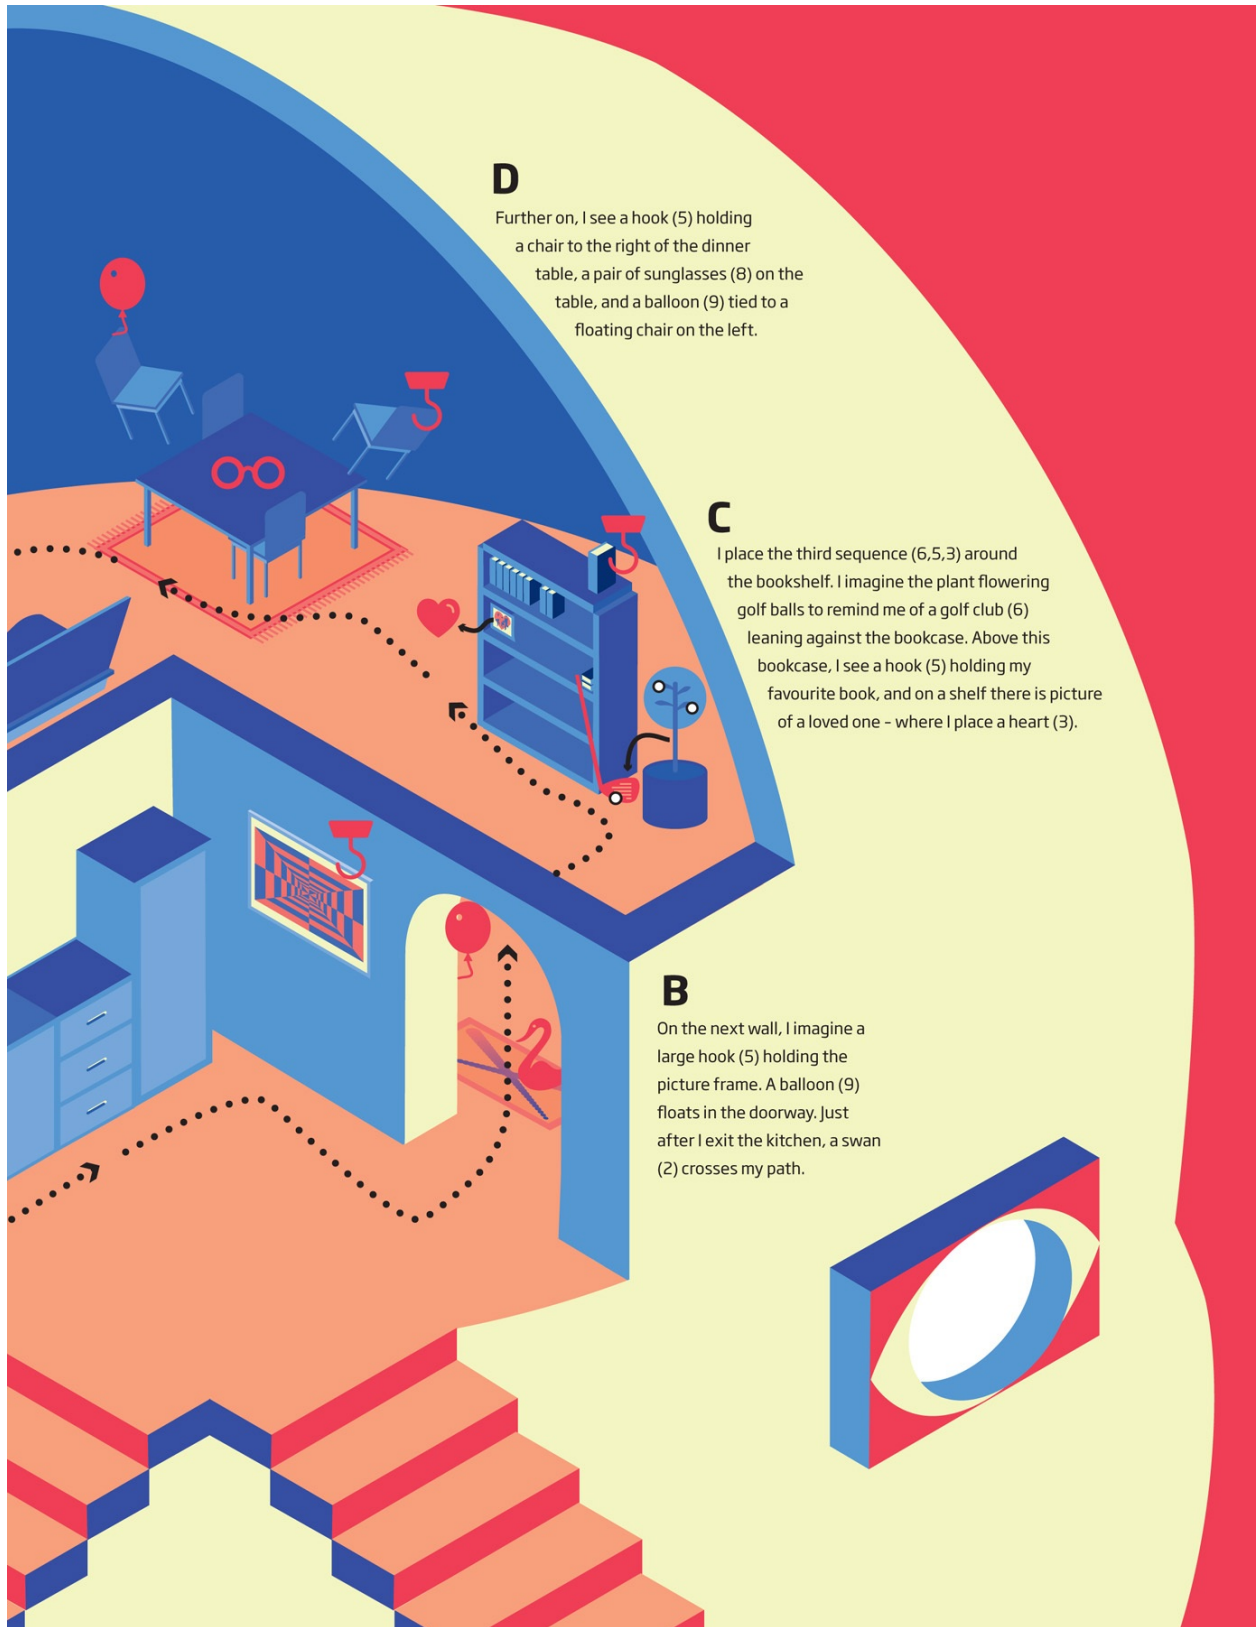 D
Further on, I see a hook (5) holding
a chair to the right of the dinner
table, a pair of sunglasses (8) on the
table, and a balloon (9) tied to a
floating chair on the left.
C
I place the third sequence (6,5,3) around
the bookshelf. I imagine the plant flowering
golf balls to remind me of a golf club (6)
leaning against the bookcase. Above this
bookcase, I see a hook (5) holding my
favourite book, and on a shelf there is picture
of a loved one – where I place a heart (3).
B
On the next wall, I imagine a
large hook (5) holding the
picture frame. A balloon (9)
floats in the doorway. Just
after I exit the kitchen, a swan
(2) crosses my path.